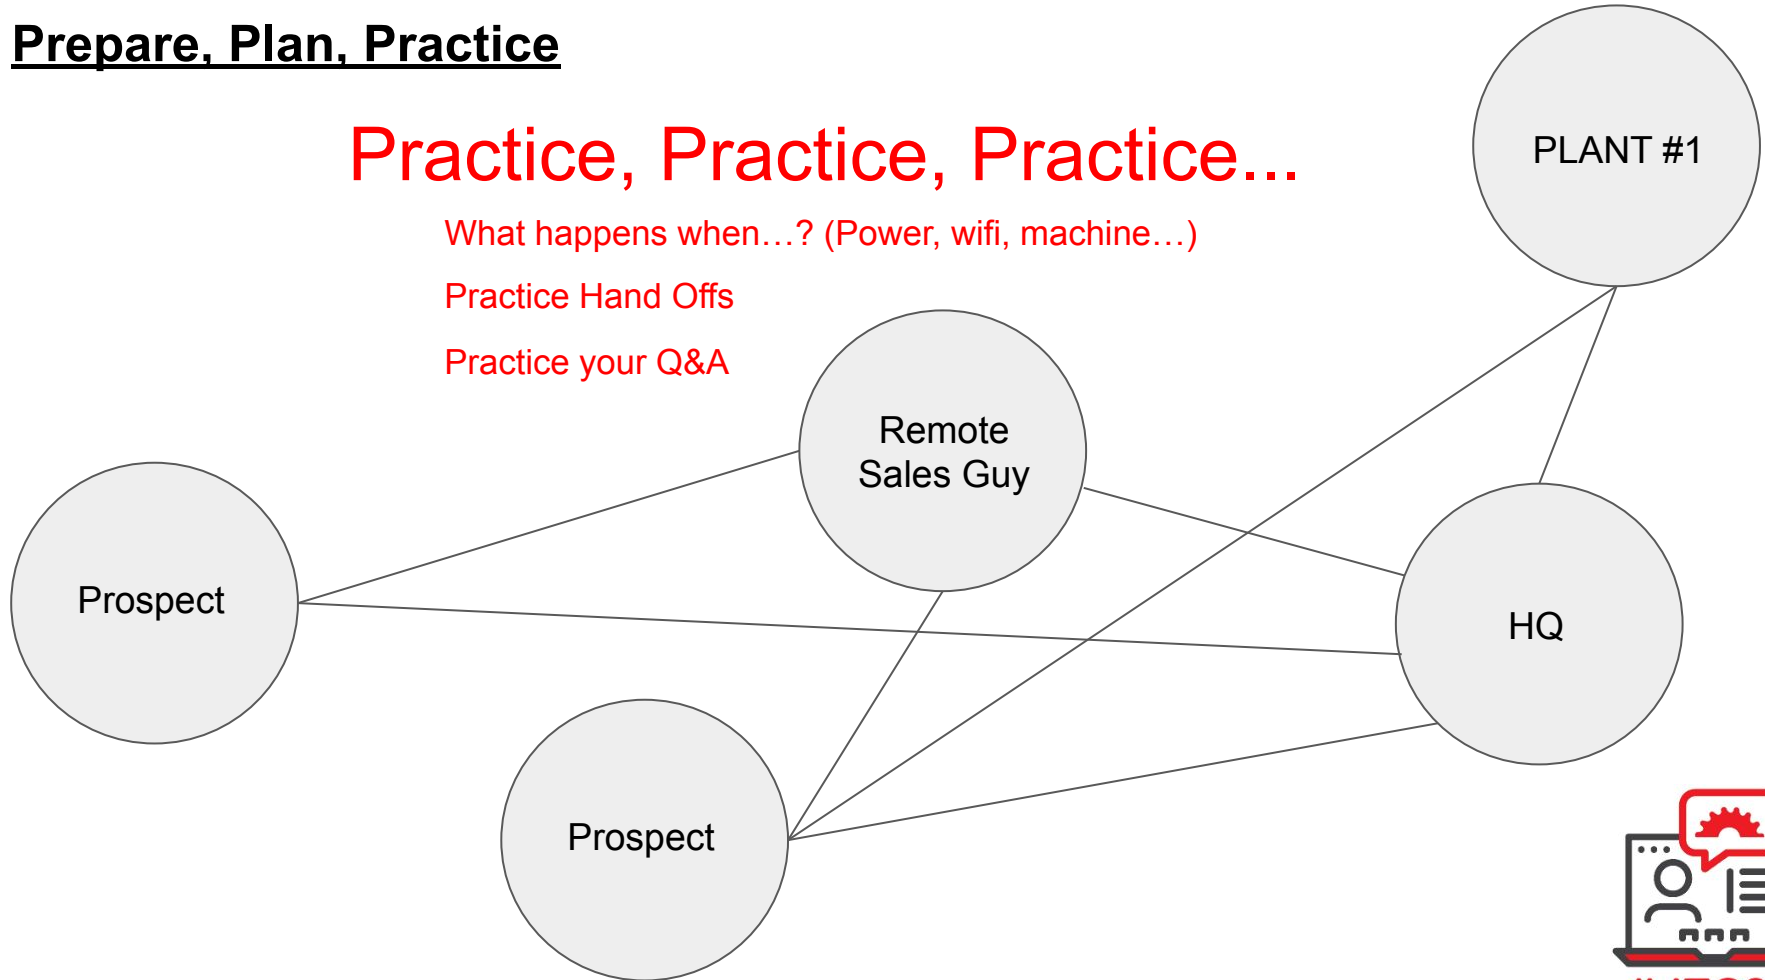 Prepare, Plan, Practice
Practice, Practice, Practice...
What happens when…? (Power, wifi, machine…)
Practice Hand Offs
Practice your Q&A
PLANT #1
Remote
Sales Guy
Prospect
HQ
Prospect